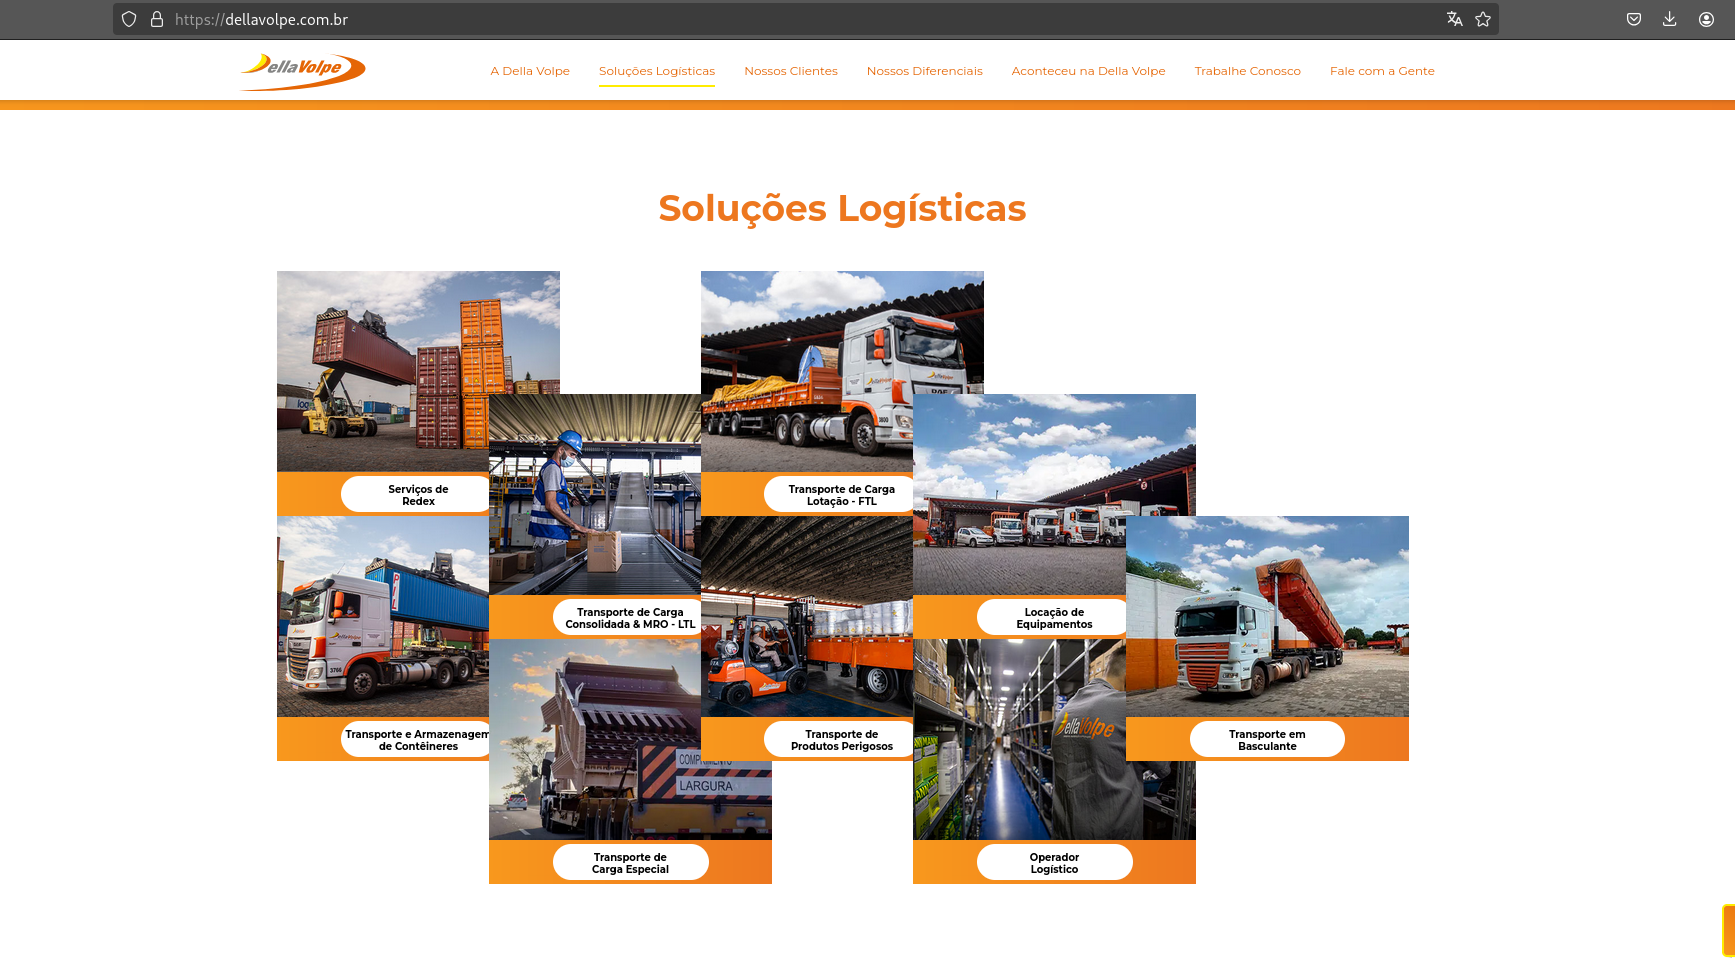 https://dellavolpe.com.br
DellaVolpe
A Della Volpe
Soluções Logísticas
Nossos Clientes
Nossos Diferenciais
Aconteceu na Della Volpe
Trabalhe Conosco
Fale com a Gente
Soluções Logísticas
Serviços de
Redex
Transporte de Carga
Lotação - FTL
Transporte de Carga
Consolidada & MRO - LTL
Locação de
Equipamentos
Transporte e Armazenagem
de Contêineres
Transporte de
Produtos Perigosos
DellaVolpe
Transporte em
Basculante
COMPRIMENTO
LARGURA
Transporte de
Carga Especial
Operador
Logístico